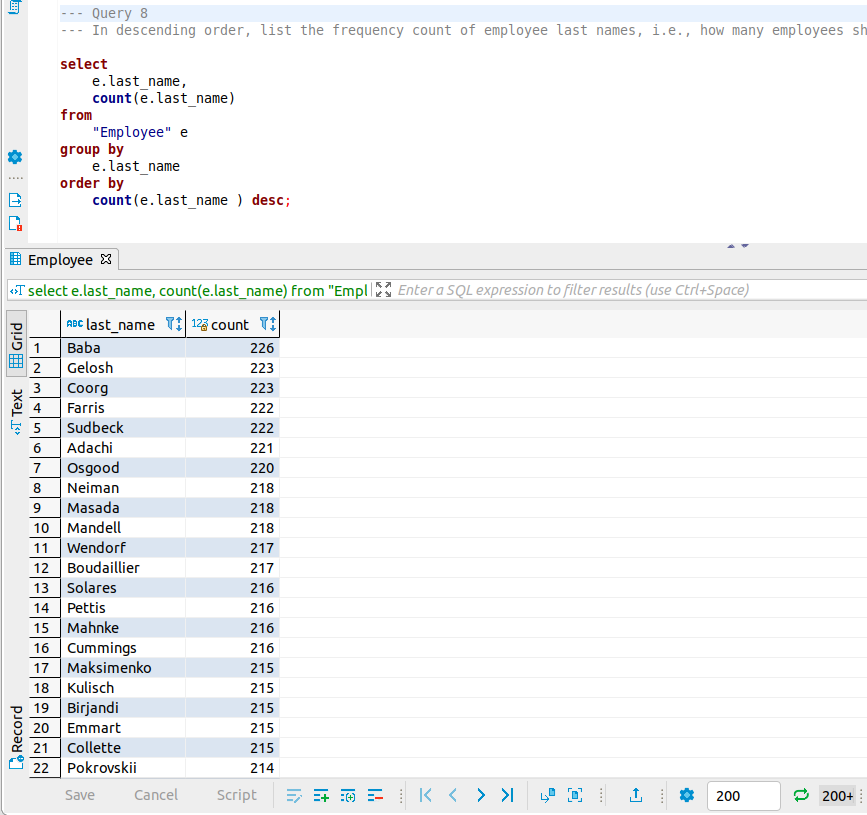 --- Query 8
--- In descending order, list the frequency count of employee last names, i.e., how many employees sh
select
e.last_name,
count(e.last_name)
from
"Employee" e
group by
e.last_name
order by
count(e.last_name ) desc;
Employee
select e.last_name, count(e.last_name) from "Empl Enter a SQL expression to filter results (use Ctrl+Space)
Grid
Text
Record
ABC last_name 123 count
1 Baba 226
2 Gelosh 223
3 Coorg 223
4 Farris 222
5 Sudbeck 222
6 Adachi 221
7 Osgood 220
8 Neiman 218
9 Masada 218
10 Mandell 218
11 Wendorf 217
12 Boudaillier 217
13 Solares 216
14 Pettis 216
15 Mahnke 216
16 Cummings 216
17 Maksimenko 215
18 Kulisch 215
19 Birjandi 215
20 Emmart 215
21 Collette 215
22 Pokrovskii 214
Save Cancel Script 200 200+